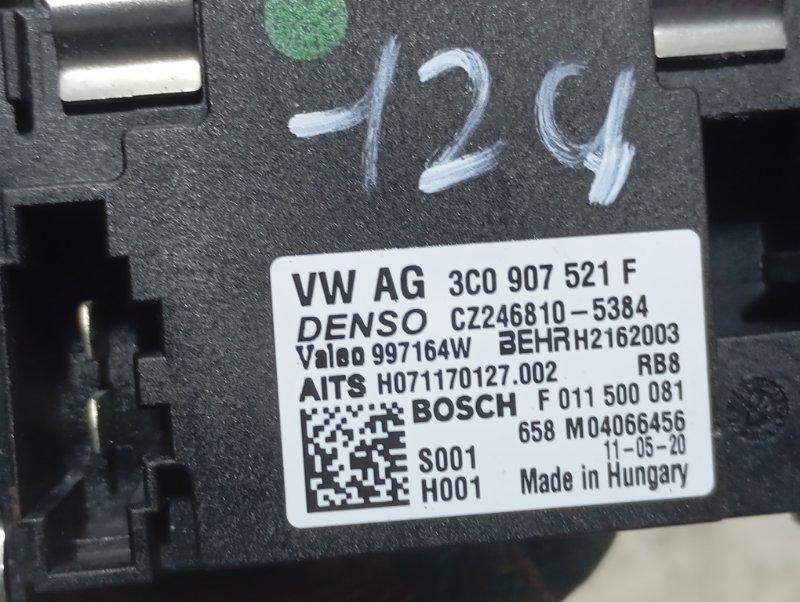 -124
VW AG 3C0 907 521 F
DENSO CZ246810-5384
Valeo 997164W BEHR H2162003
AITS H071170127.002 RB8
BOSCH F 011 500 081
658 M04066456
S001 11-05-20
H001 Made in Hungary